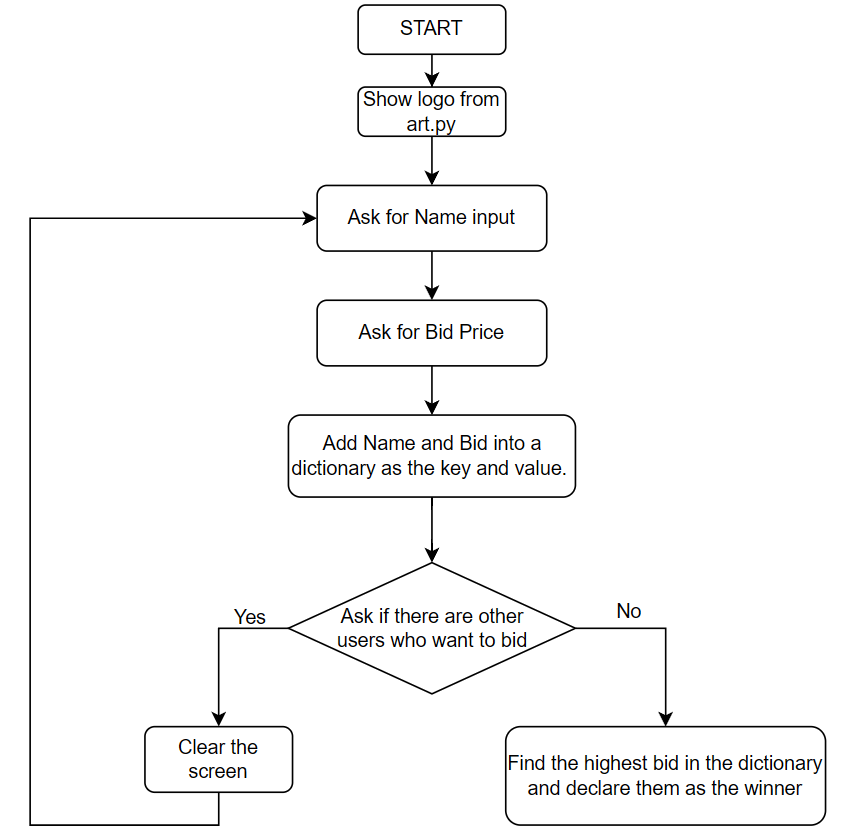 START
Show logo from
art.py
Ask for Name input
Ask for Bid Price
Add Name and Bid into a
dictionary as the key and value.
Ask if there are other
users who want to bid
Yes
No
Clear the
screen
Find the highest bid in the dictionary
and declare them as the winner